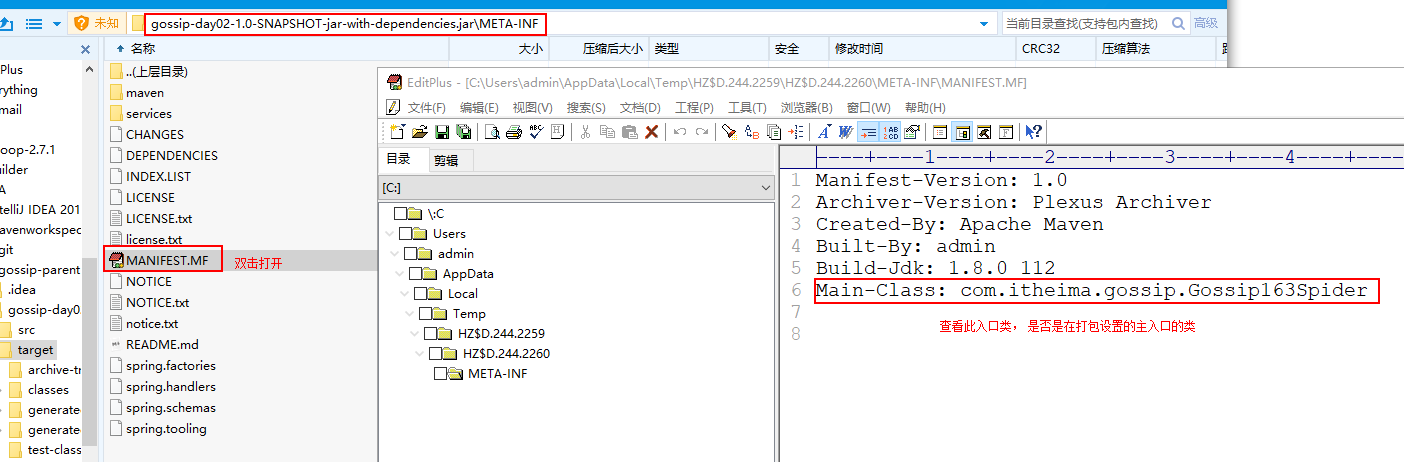 未知
gossip-day02-1.0-SNAPSHOT-jar-with-dependencies.jar\META-INF
当前目录查找(支持包内查找)
高级
名称
大小
压缩后大小
类型
安全
修改时间
CRC32
压缩算法
Plus
rything
mail
oop-2.7.1
uilder
A
ntelliJ IDEA 201
avenworkspec
git
gossip-parent
.idea
gossip-day0
src
target
archive-tr
classes
generate
generate
test-class
..(上层目录)
maven
services
CHANGES
DEPENDENCIES
INDEX.LIST
LICENSE
LICENSE.txt
license.txt
MANIFEST.MF
双击打开
NOTICE
NOTICE.txt
notice.txt
README.md
spring.factories
spring.handlers
spring.schemas
spring.tooling
EditPlus - [C:\Users\admin\AppData\Local\Temp\HZ$D.244.2259\HZ$D.244.2260\META-INF\MANIFEST.MF]
文件(F) 编辑(E) 视图(V) 搜索(S) 文档(D) 工程(P) 工具(T) 浏览器(B) 窗口(W) 帮助(H)
目录 剪辑
[C:]
\:C
Users
admin
AppData
Local
Temp
HZ$D.244.2259
HZ$D.244.2260
META-INF
----+----1----+----2----+----3----+----4----+----
1 Manifest-Version: 1.0
2 Archiver-Version: Plexus Archiver
3 Created-By: Apache Maven
4 Built-By: admin
5 Build-Jdk: 1.8.0_112
6 Main-Class: com.itheima.gossip.Gossip163Spider
7
8
查看此入口类，是否是在打包设置的主入口的类